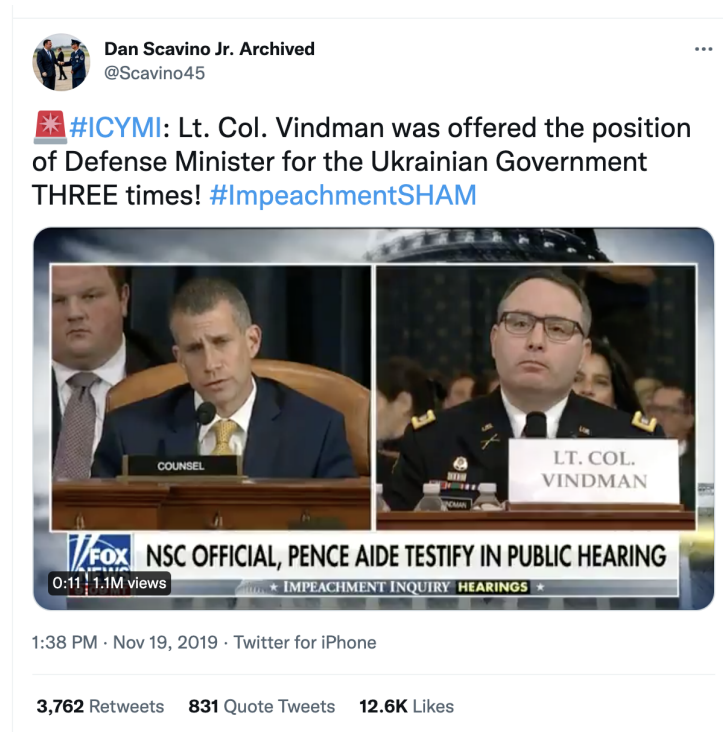 Dan Scavino Jr. Archived
@Scavino45
🚨#ICYMI: Lt. Col. Vindman was offered the position
of Defense Minister for the Ukrainian Government
THREE times! #ImpeachmentSHAM
COUNSEL
LT. COL.
VINDMAN
FOX
NEWS
NSC OFFICIAL, PENCE AIDE TESTIFY IN PUBLIC HEARING
0:11 1.1M views
★ IMPEACHMENT INQUIRY HEARINGS ★
1:38 PM · Nov 19, 2019 · Twitter for iPhone
3,762 Retweets 831 Quote Tweets 12.6K Likes